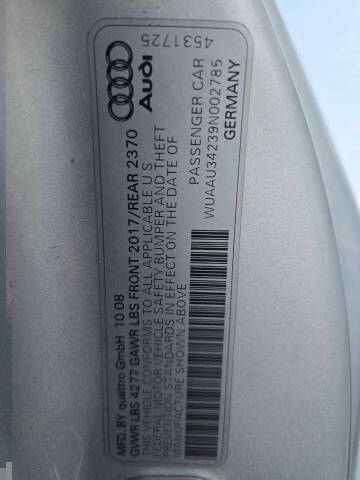 4531725
Audi
MFD. BY quattro GmbH 10 08
GVWR LBS 4277 GAWR LBS FRONT 2017/REAR 2370
THIS VEHICLE CONFORMS TO ALL APPLICABLE U S
FEDERAL MOTOR VEHICLE SAFETY BUMPER AND THEFT
PREVENTION STANDARDS IN EFFECT ON THE DATE OF
MANUFACTURE SHOWN ABOVE
PASSENGER CAR
WUAAU34239N002785
GERMANY